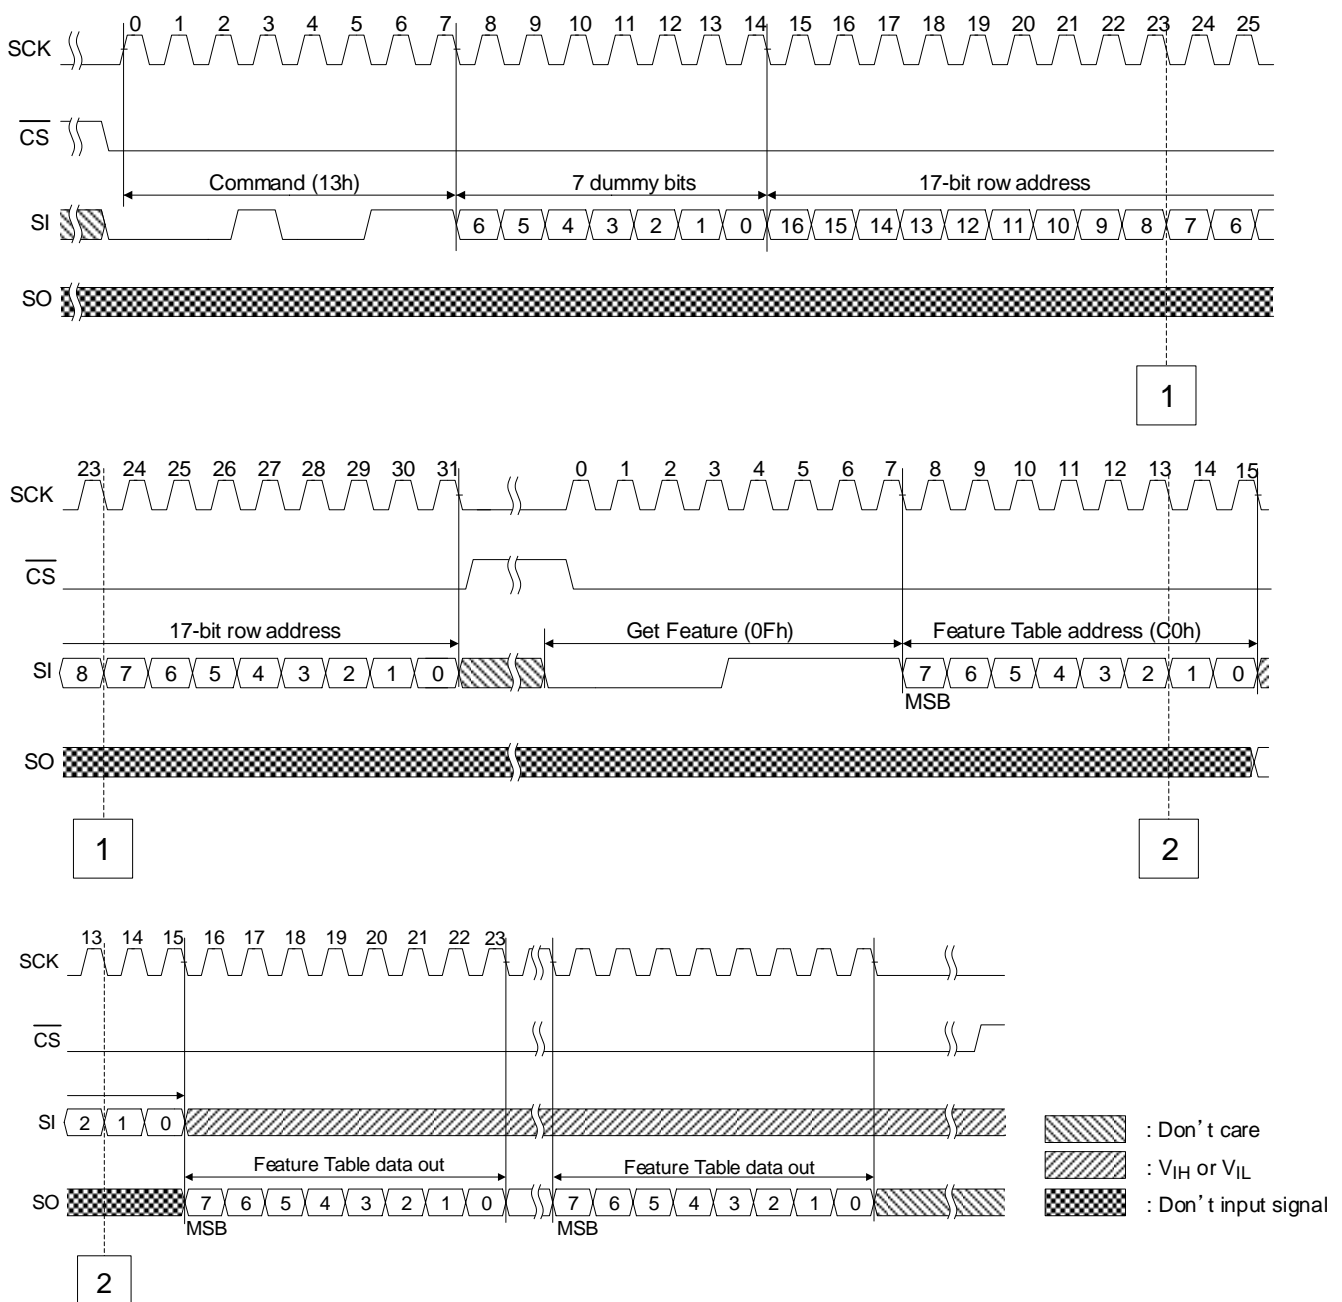 0 1 2 3 4 5 6 7 8 9 10 11 12 13 14 15 16 17 18 19 20 21 22 23 24 25
SCK
CS
Command (13h) 7 dummy bits 17-bit row address
SI 6 5 4 3 2 1 0 16 15 14 13 12 11 10 9 8 7 6
SO
1
23 24 25 26 27 28 29 30 31 0 1 2 3 4 5 6 7 8 9 10 11 12 13 14 15
SCK
CS
17-bit row address Get Feature (0Fh) Feature Table address (C0h)
SI 8 7 6 5 4 3 2 1 0 7 6 5 4 3 2 1 0
MSB
SO
1 2
13 14 15 16 17 18 19 20 21 22 23
SCK
CS
SI 2 1 0
: Don't care
Feature Table data out Feature Table data out : VIH or VIL
SO 7 6 5 4 3 2 1 0 7 6 5 4 3 2 1 0 : Don't input signal
MSB MSB
2